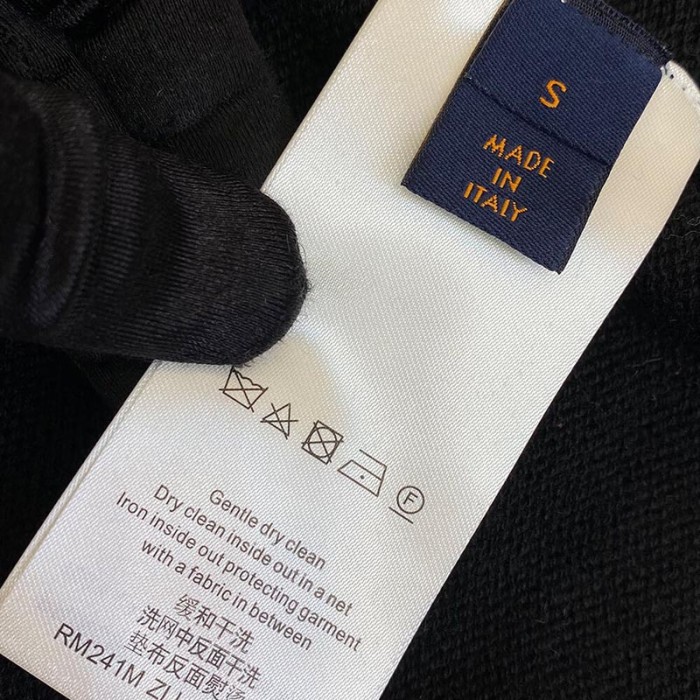 S
MADE
IN
ITALY
F
Gentle dry clean
Dry clean inside out in a net
Iron inside out protecting garment
with a fabric in between
缓和干洗
洗网中反面干洗
垫布反面熨烫
RM241M